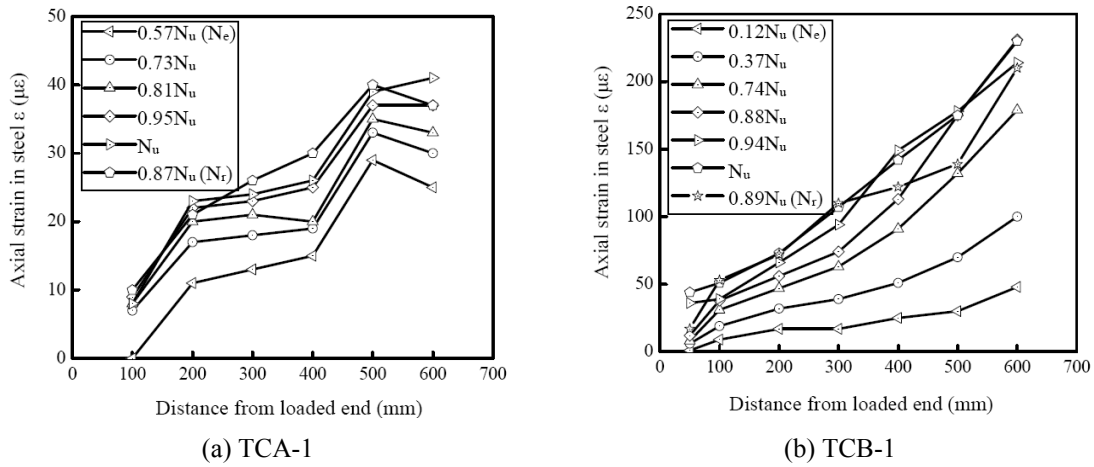 Axial strain in steel ε (με)
50
40
30
20
10
0
0.57Nu (Ne)
0.73Nu
0.81Nu
0.95Nu
Nu
0.87Nu (Nr)
0 100 200 300 400 500 600 700
Distance from loaded end (mm)
(a) TCA-1
Axial strain in steel ε (με)
250
200
150
100
50
0
0.12Nu (Ne)
0.37Nu
0.74Nu
0.88Nu
0.94Nu
Nu
0.89Nu (Nr)
0 100 200 300 400 500 600 700
Distance from loaded end (mm)
(b) TCB-1